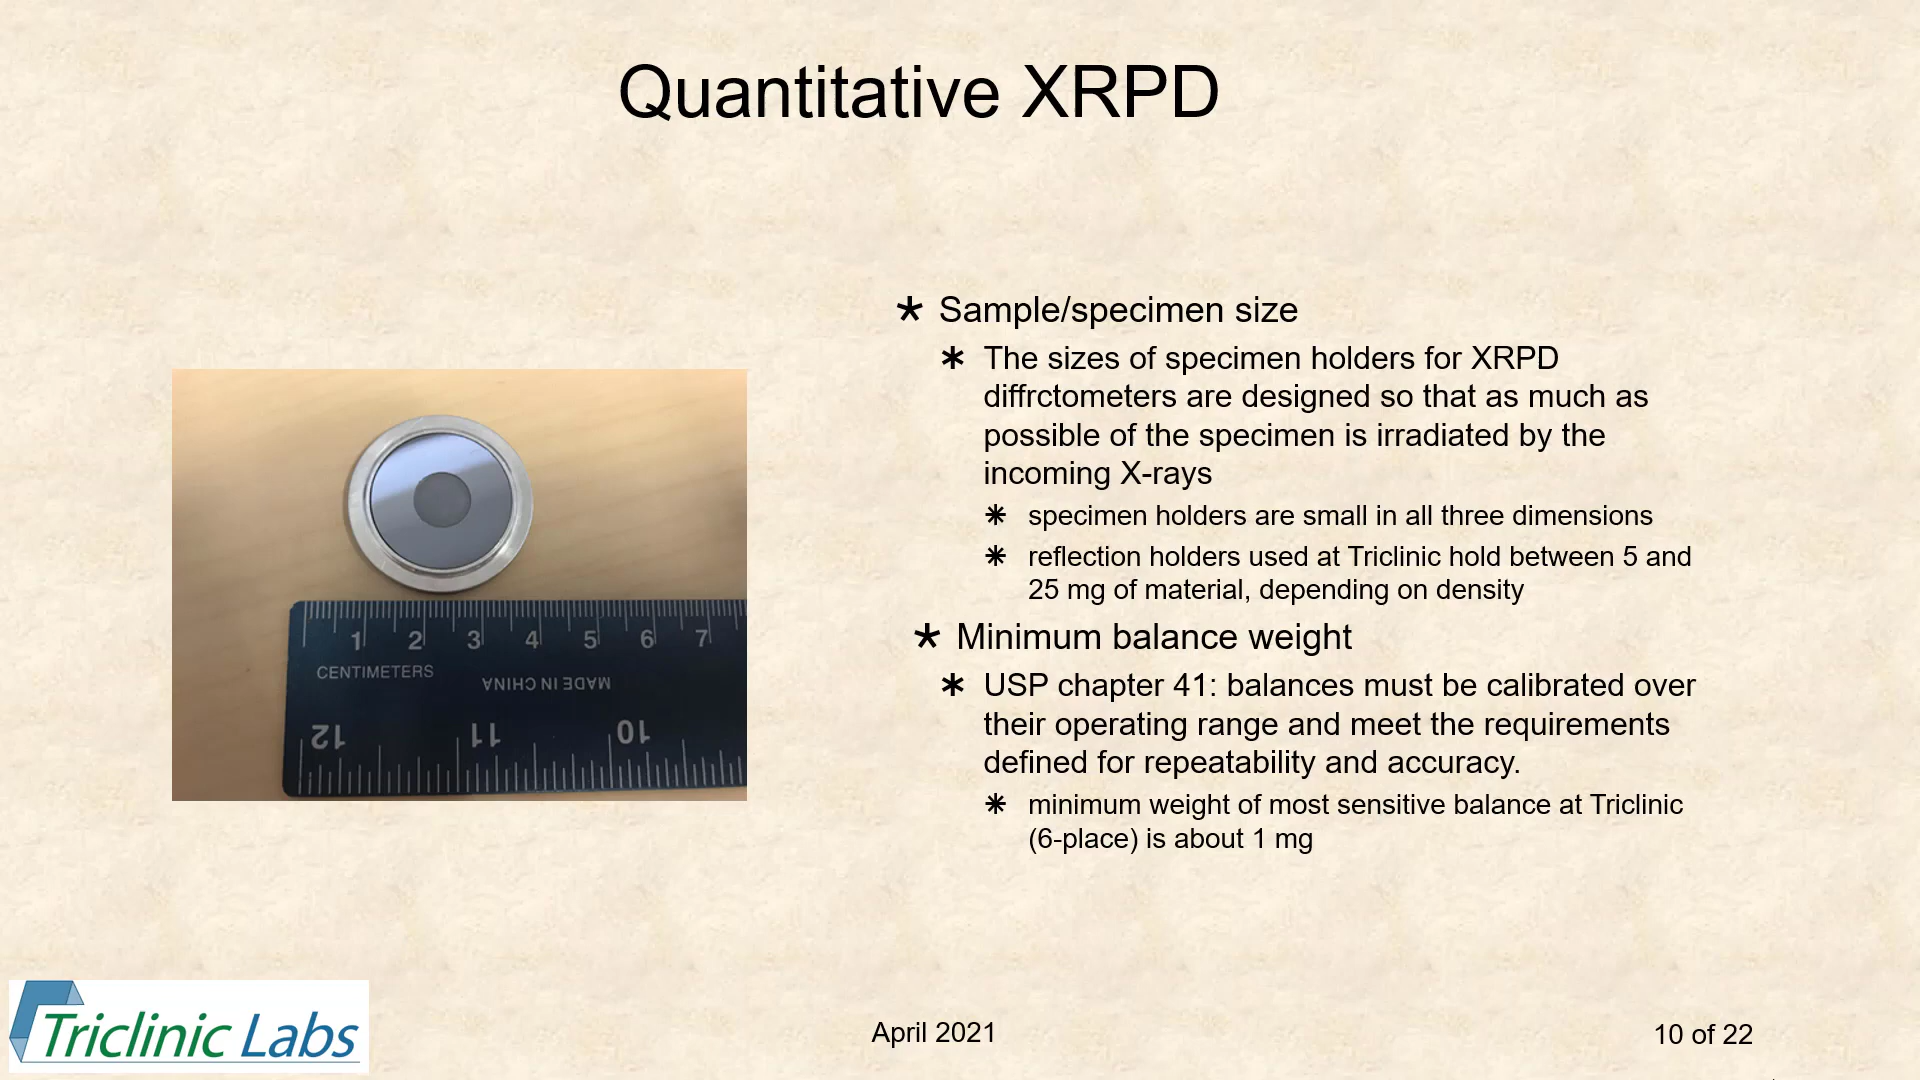 Quantitative XRPD
* Sample/specimen size
* The sizes of specimen holders for XRPD
diffrctometers are designed so that as much as
possible of the specimen is irradiated by the
incoming X-rays
* specimen holders are small in all three dimensions
* reflection holders used at Triclinic hold between 5 and
25 mg of material, depending on density
* Minimum balance weight
* USP chapter 41: balances must be calibrated over
their operating range and meet the requirements
defined for repeatability and accuracy.
* minimum weight of most sensitive balance at Triclinic
(6-place) is about 1 mg
1 2 3 4 5 6 7
CENTIMETERS
MADE IN CHINA
12 11 10
Triclinic Labs
April 2021
10 of 22